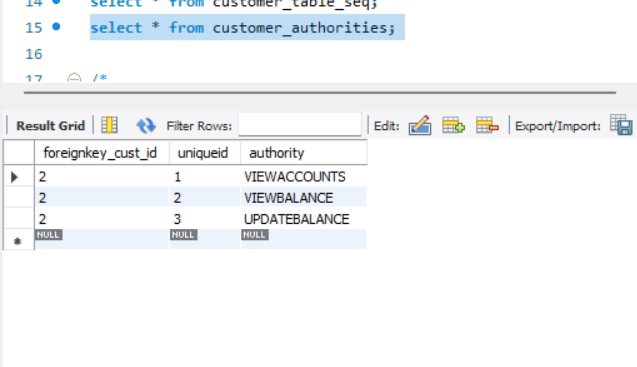 14 select * from customer_table_seq;
15 select * from customer_authorities;
16
17 /*
Result Grid Filter Rows: Edit: Export/Import:
foreignkey_cust_id uniqueid authority
2 1 VIEWACCOUNTS
2 2 VIEWBALANCE
2 3 UPDATEBALANCE
NULL NULL NULL